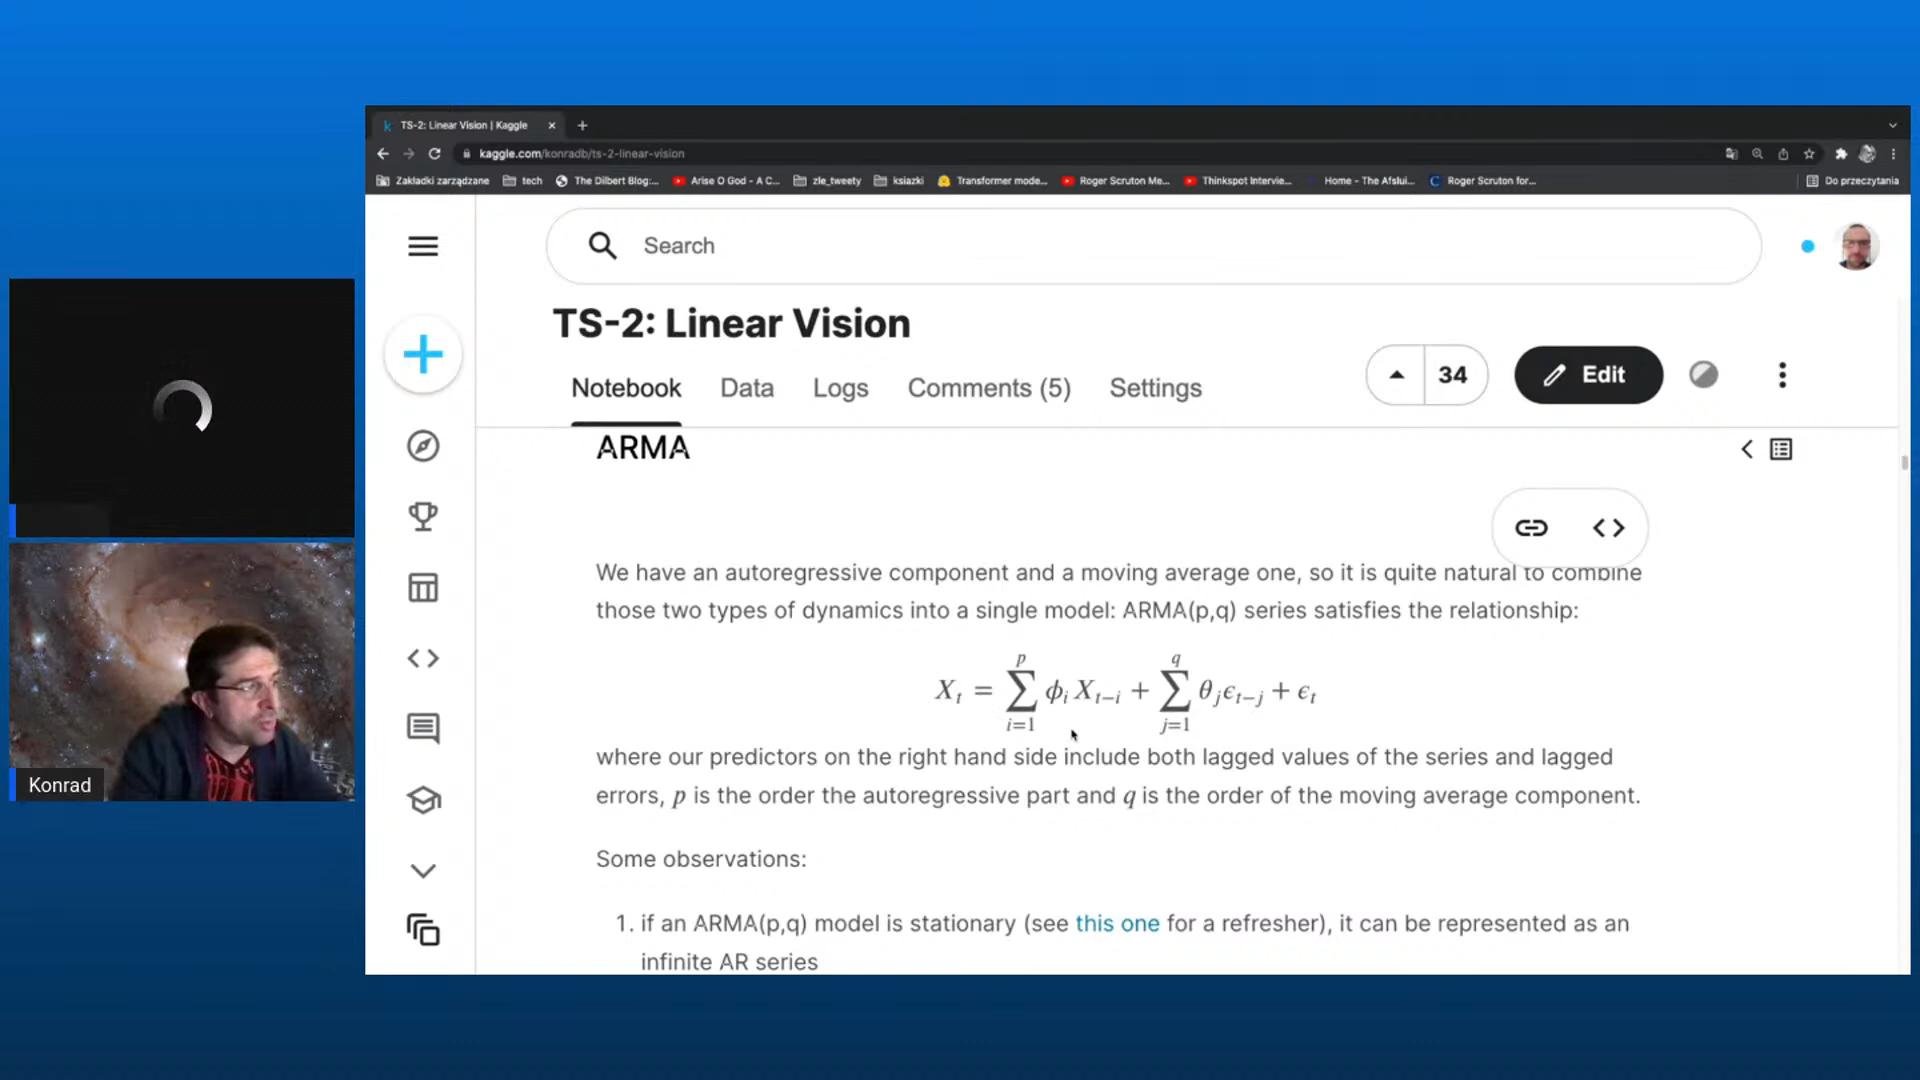 TS-2: Linear Vision | Kaggle
kaggle.com/konradb/ts-2-linear-vision
Zakładki zarządzane tech The Dilbert Blog:... Arise O God - A C... zle_tweety ksiazki Transformer mode... Roger Scruton Me... Thinkspot Intervie... Home - The Afslui... Roger Scruton for... Do przeczytania
Search
TS-2: Linear Vision
Notebook Data Logs Comments (5) Settings
34 Edit
ARMA
We have an autoregressive component and a moving average one, so it is quite natural to combine
those two types of dynamics into a single model: ARMA(p,q) series satisfies the relationship:
X_t = \sum_{i=1}^{p} ϕ_i X_{t−i} + \sum_{j=1}^{q} θ_j ϵ_{t−j} + ϵ_t
where our predictors on the right hand side include both lagged values of the series and lagged
errors, p is the order the autoregressive part and q is the order of the moving average component.
Some observations:
1. if an ARMA(p,q) model is stationary (see this one for a refresher), it can be represented as an
infinite AR series
Konrad